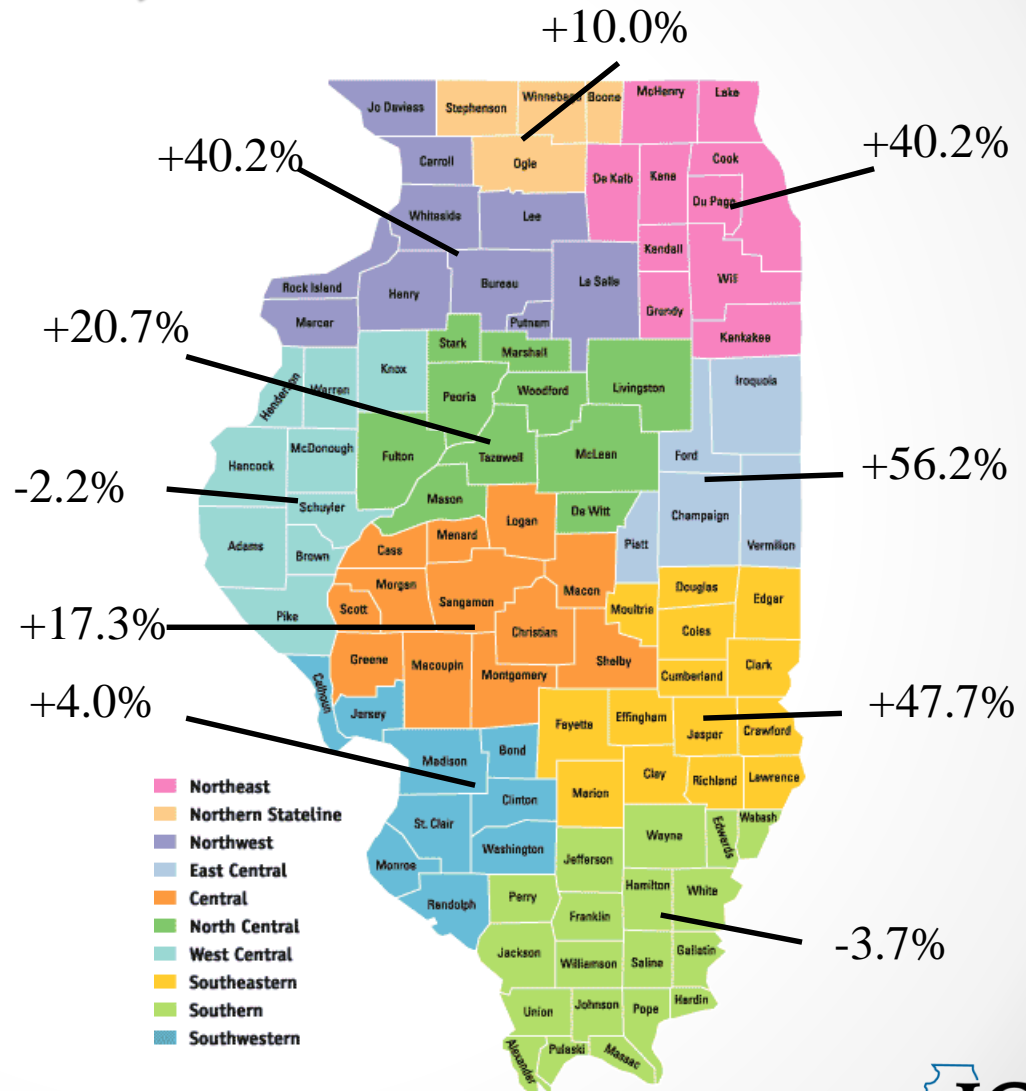 +10.0%
Jo Daviess
Stephenson
Winnebago
Boone
McHenry
Lake
+40.2%
Carroll
Ogle
De Kalb
Kane
Cook
+40.2%
Du Page
Whiteside
Lee
Kendall
Will
Rock Island
Henry
Bureau
La Salle
Mercer
Putnam
Grundy
Kankakee
+20.7%
Stark
Marshall
Henderson
Warren
Knox
Peoria
Woodford
Livingston
Iroquois
Hancock
McDonough
Fulton
Tazewell
McLean
Ford
+56.2%
-2.2%
Schuyler
Mason
Logan
De Witt
Champaign
Vermilion
Adams
Brown
Cass
Menard
Piatt
Morgan
Sangamon
Macon
Douglas
Edgar
Pike
Scott
Moultrie
Coles
+17.3%
Christian
Greene
Macoupin
Montgomery
Shelby
Cumberland
Clark
+4.0%
Calhoun
Jersey
Fayette
Effingham
Jasper
Crawford
+47.7%
Madison
Bond
Clay
Richland
Lawrence
Clinton
Marion
St. Clair
Washington
Wayne
Edwards
Wabash
Monroe
Jefferson
Randolph
Perry
Hamilton
White
Franklin
-3.7%
Jackson
Williamson
Saline
Gallatin
Union
Johnson
Pope
Hardin
Alexander
Pulaski
Massac
Northeast
Northern Stateline
Northwest
East Central
Central
North Central
West Central
Southeastern
Southern
Southwestern